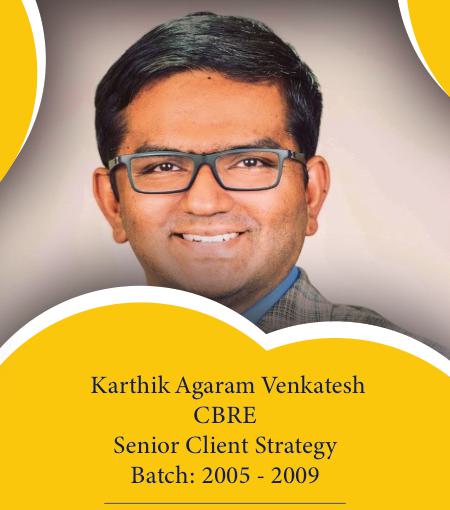 Karthik Agaram Venkatesh
CBRE
Senior Client Strategy
Batch: 2005 - 2009